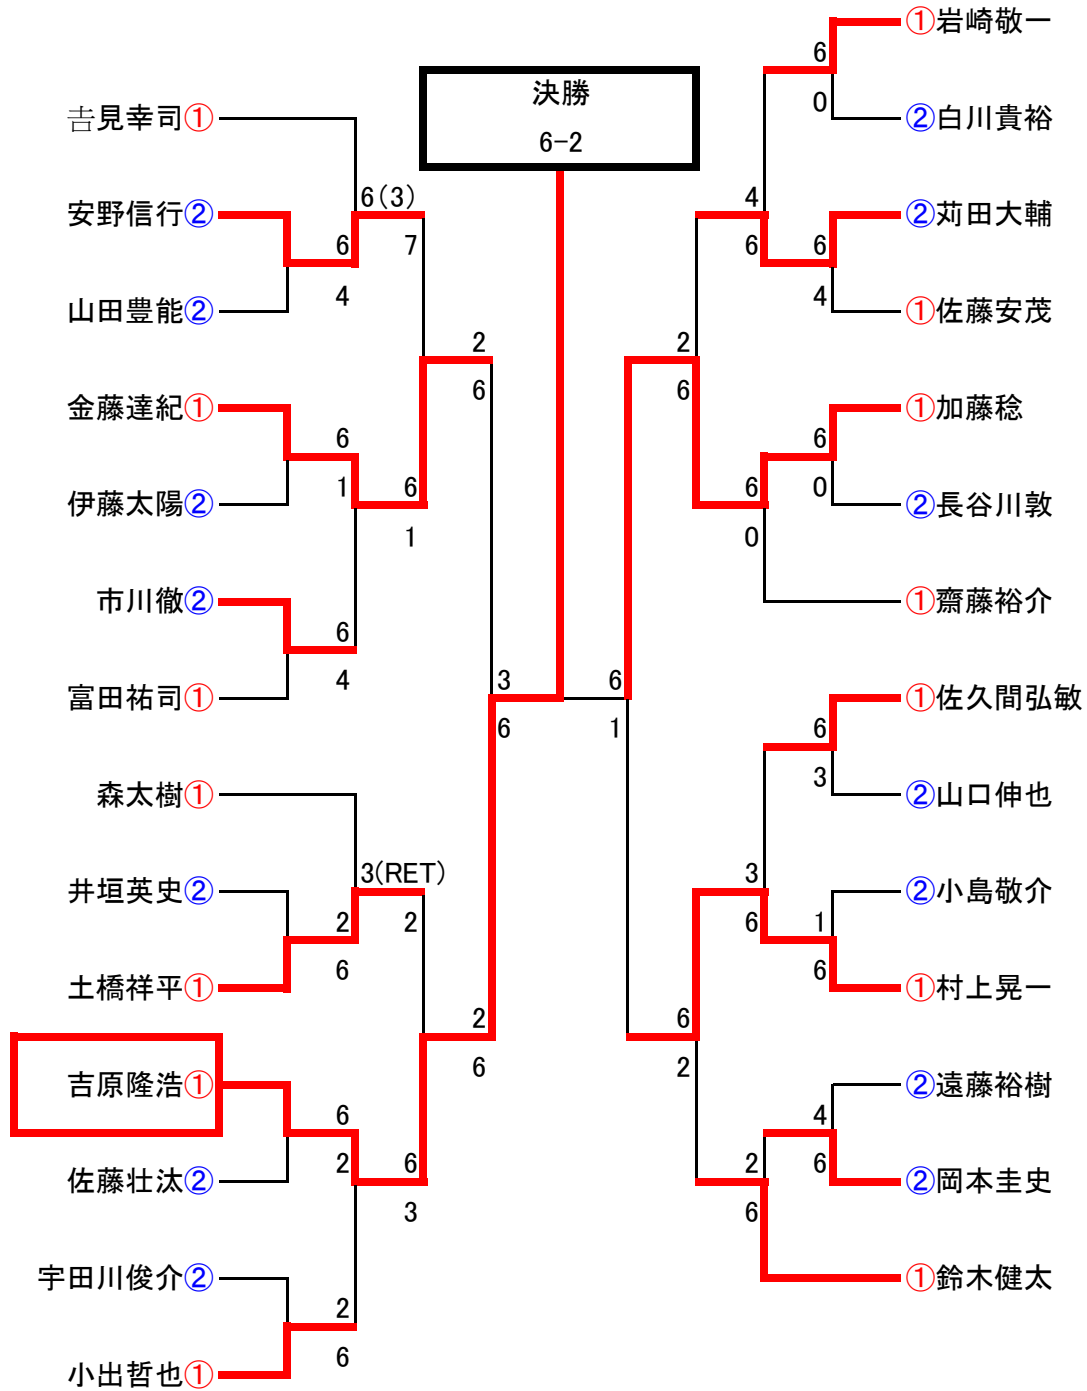 決勝
6-2
吉見幸司①
6(3)
安野信行②
6
7
4
山田豊能②
2
金藤達紀①
6
6
1
6
伊藤太陽②
1
市川徹②
6
4
富田祐司①
3
6
森太樹①
3(RET)
井垣英史②
2
2
6
土橋祥平①
2
吉原隆浩①
6
6
2
6
佐藤壮汰②
3
宇田川俊介②
2
6
小出哲也①
①岩崎敬一
6
0
②白川貴裕
4
②苅田大輔
6
6
4
①佐藤安茂
2
6
①加藤稔
6
6
0
②長谷川敦
0
①齋藤裕介
6
1
①佐久間弘敏
6
3
②山口伸也
3
②小島敬介
6
1
6
①村上晃一
6
2
②遠藤裕樹
4
2
6
②岡本圭史
6
①鈴木健太